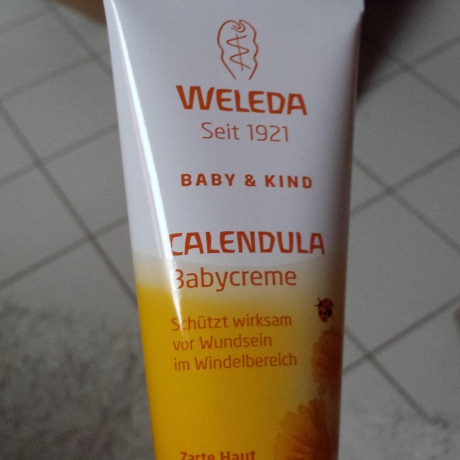 WELEDA
Seit 1921
BABY & KIND
CALENDULA
Babycreme
Schützt wirksam
vor Wundsein
im Windelbereich
Zarte Haut